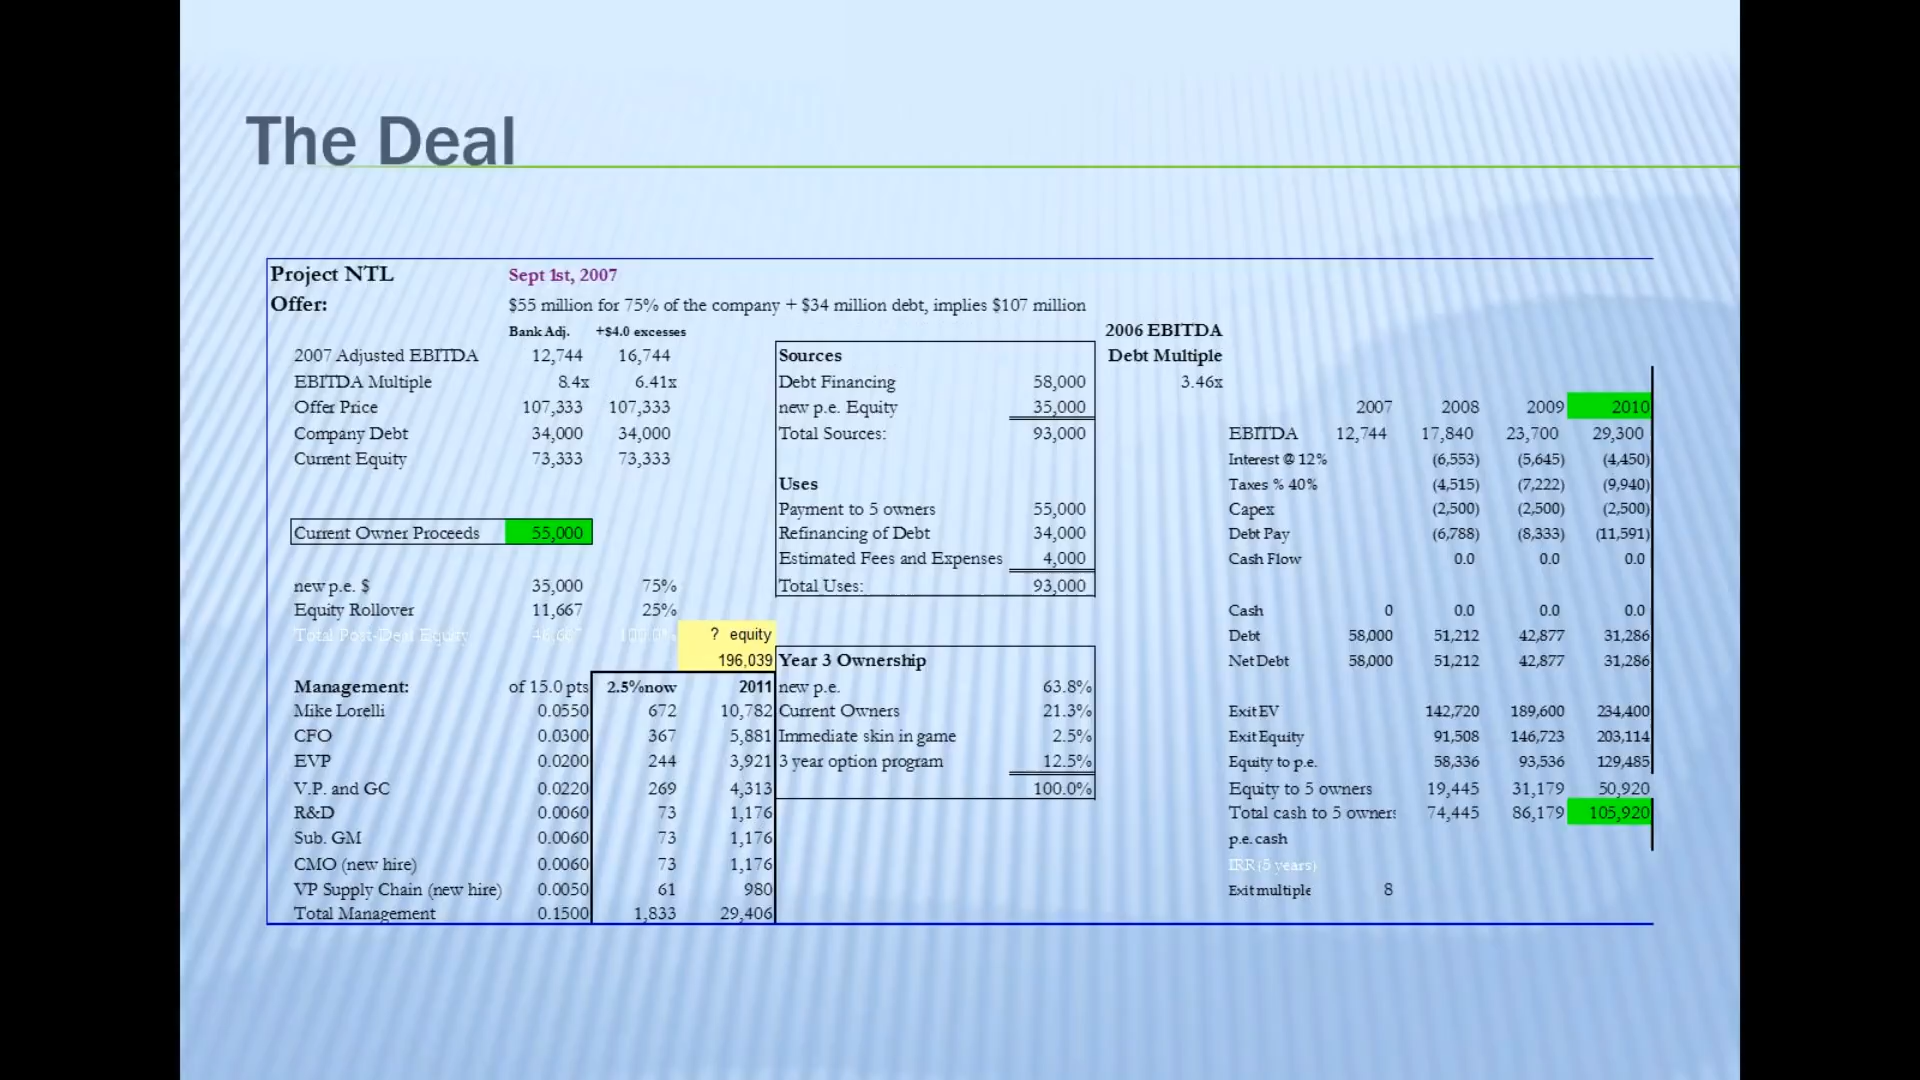 The Deal
Project NTL Sept 1st, 2007
Offer: $55 million for 75% of the company + $34 million debt, implies $107 million
Bank Adj. +$4.0 excesses
2007 Adjusted EBITDA 12,744 16,744
EBITDA Multiple 8.4x 6.41x
Offer Price 107,333 107,333
Company Debt 34,000 34,000
Current Equity 73,333 73,333
Current Owner Proceeds 55,000
new p.e. $ 35,000 75%
Equity Rollover 11,667 25%
Total Post-Deal Equity 46,667 100.0%
? equity
196,039
Management: of 15.0 pts 2.5%now 2011
Mike Lorelli 0.0550 672 10,782
CFO 0.0300 367 5,881
EVP 0.0200 244 3,921
V.P. and GC 0.0220 269 4,313
R&D 0.0060 73 1,176
Sub. GM 0.0060 73 1,176
CMO (new hire) 0.0060 73 1,176
VP Supply Chain (new hire) 0.0050 61 980
Total Management 0.1500 1,833 29,406
Sources
Debt Financing 58,000
new p.e. Equity 35,000
Total Sources: 93,000
Uses
Payment to 5 owners 55,000
Refinancing of Debt 34,000
Estimated Fees and Expenses 4,000
Total Uses: 93,000
Year 3 Ownership
new p.e. 63.8%
Current Owners 21.3%
Immediate skin in game 2.5%
3 year option program 12.5%
100.0%
2006 EBITDA
Debt Multiple
3.46x
2007 2008 2009 2010
EBITDA 12,744 17,840 23,700 29,300
Interest @ 12% (6,553) (5,645) (4,450)
Taxes % 40% (4,515) (7,222) (9,940)
Capex (2,500) (2,500) (2,500)
Debt Pay (6,788) (8,333) (11,591)
Cash Flow 0.0 0.0 0.0
Cash 0 0.0 0.0 0.0
Debt 58,000 51,212 42,877 31,286
Net Debt 58,000 51,212 42,877 31,286
Exit EV 142,720 189,600 234,400
Exit Equity 91,508 146,723 203,114
Equity to p.e. 58,336 93,536 129,485
Equity to 5 owners 19,445 31,179 50,920
Total cash to 5 owners 74,445 86,179 105,920
p.e. cash
IRR (5 years)
Exit multiple 8